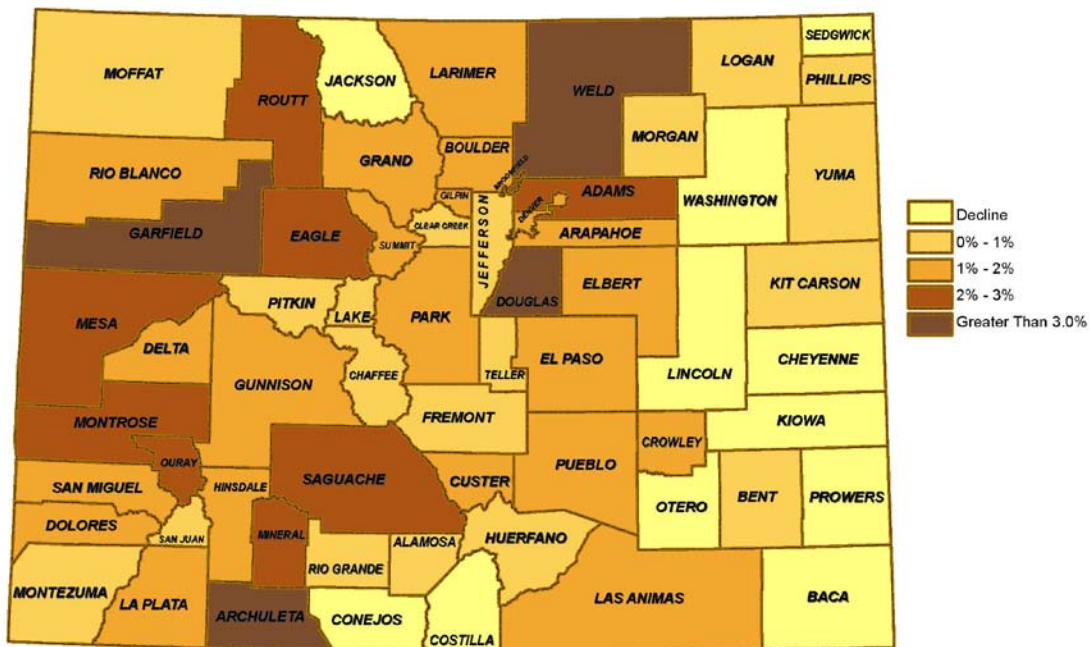 MOFFAT
ROUTT
JACKSON
LARIMER
WELD
LOGAN
SEDGWICK
PHILLIPS
MORGAN
RIO BLANCO
GRAND
BOULDER
BROOMFIELD
GILPIN
CLEAR CREEK
JEFFERSON
DENVER
ADAMS
ARAPAHOE
WASHINGTON
YUMA
GARFIELD
EAGLE
SUMMIT
DOUGLAS
ELBERT
KIT CARSON
MESA
PITKIN
LAKE
PARK
DELTA
GUNNISON
CHAFFEE
TELLER
EL PASO
LINCOLN
CHEYENNE
MONTROSE
FREMONT
KIOWA
OURAY
SAGUACHE
CUSTER
PUEBLO
CROWLEY
SAN MIGUEL
HINSDALE
OTERO
BENT
PROWERS
DOLORES
SAN JUAN
MINERAL
RIO GRANDE
ALAMOSA
HUERFANO
MONTEZUMA
LA PLATA
ARCHULETA
CONEJOS
COSTILLA
LAS ANIMAS
BACA
Decline
0% - 1%
1% - 2%
2% - 3%
Greater Than 3.0%